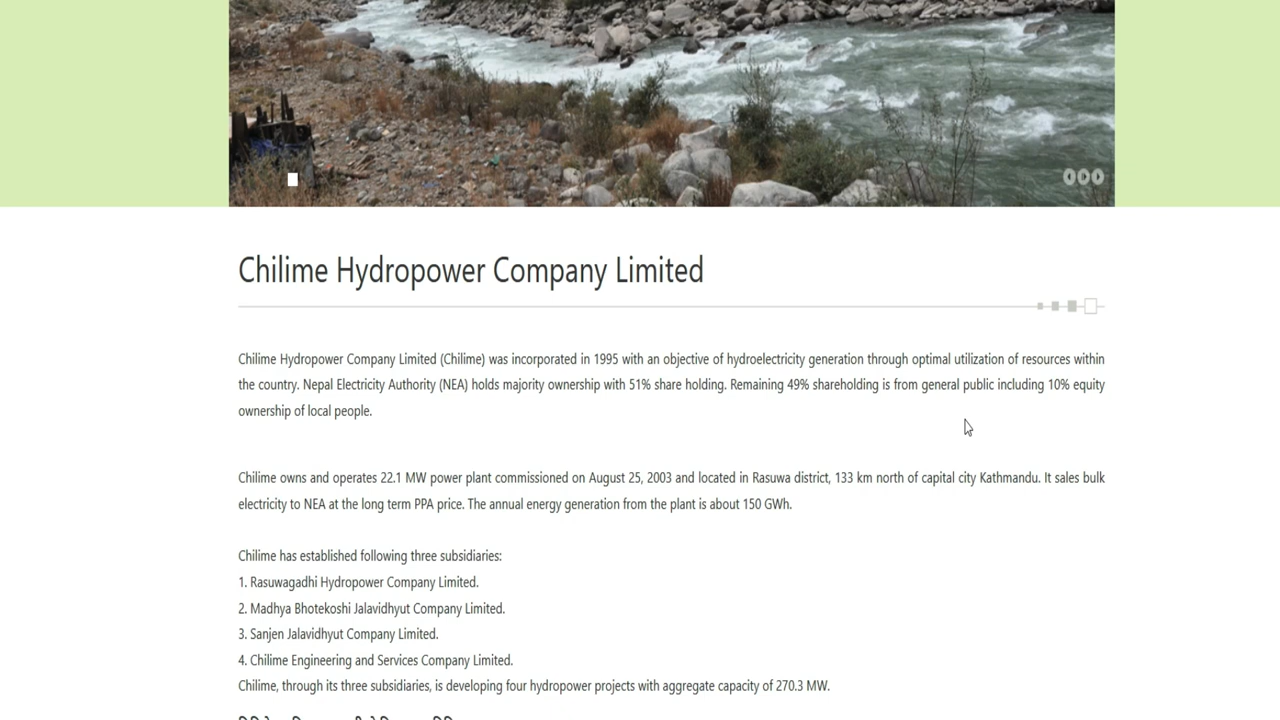 Chilime Hydropower Company Limited
Chilime Hydropower Company Limited (Chilime) was incorporated in 1995 with an objective of hydroelectricity generation through optimal utilization of resources within
the country. Nepal Electricity Authority (NEA) holds majority ownership with 51% share holding. Remaining 49% shareholding is from general public including 10% equity
ownership of local people.
Chilime owns and operates 22.1 MW power plant commissioned on August 25, 2003 and located in Rasuwa district, 133 km north of capital city Kathmandu. It sales bulk
electricity to NEA at the long term PPA price. The annual energy generation from the plant is about 150 GWh.
Chilime has established following three subsidiaries:
1. Rasuwagadhi Hydropower Company Limited.
2. Madhya Bhotekoshi Jalavidhyut Company Limited.
3. Sanjen Jalavidhyut Company Limited.
4. Chilime Engineering and Services Company Limited.
Chilime, through its three subsidiaries, is developing four hydropower projects with aggregate capacity of 270.3 MW.